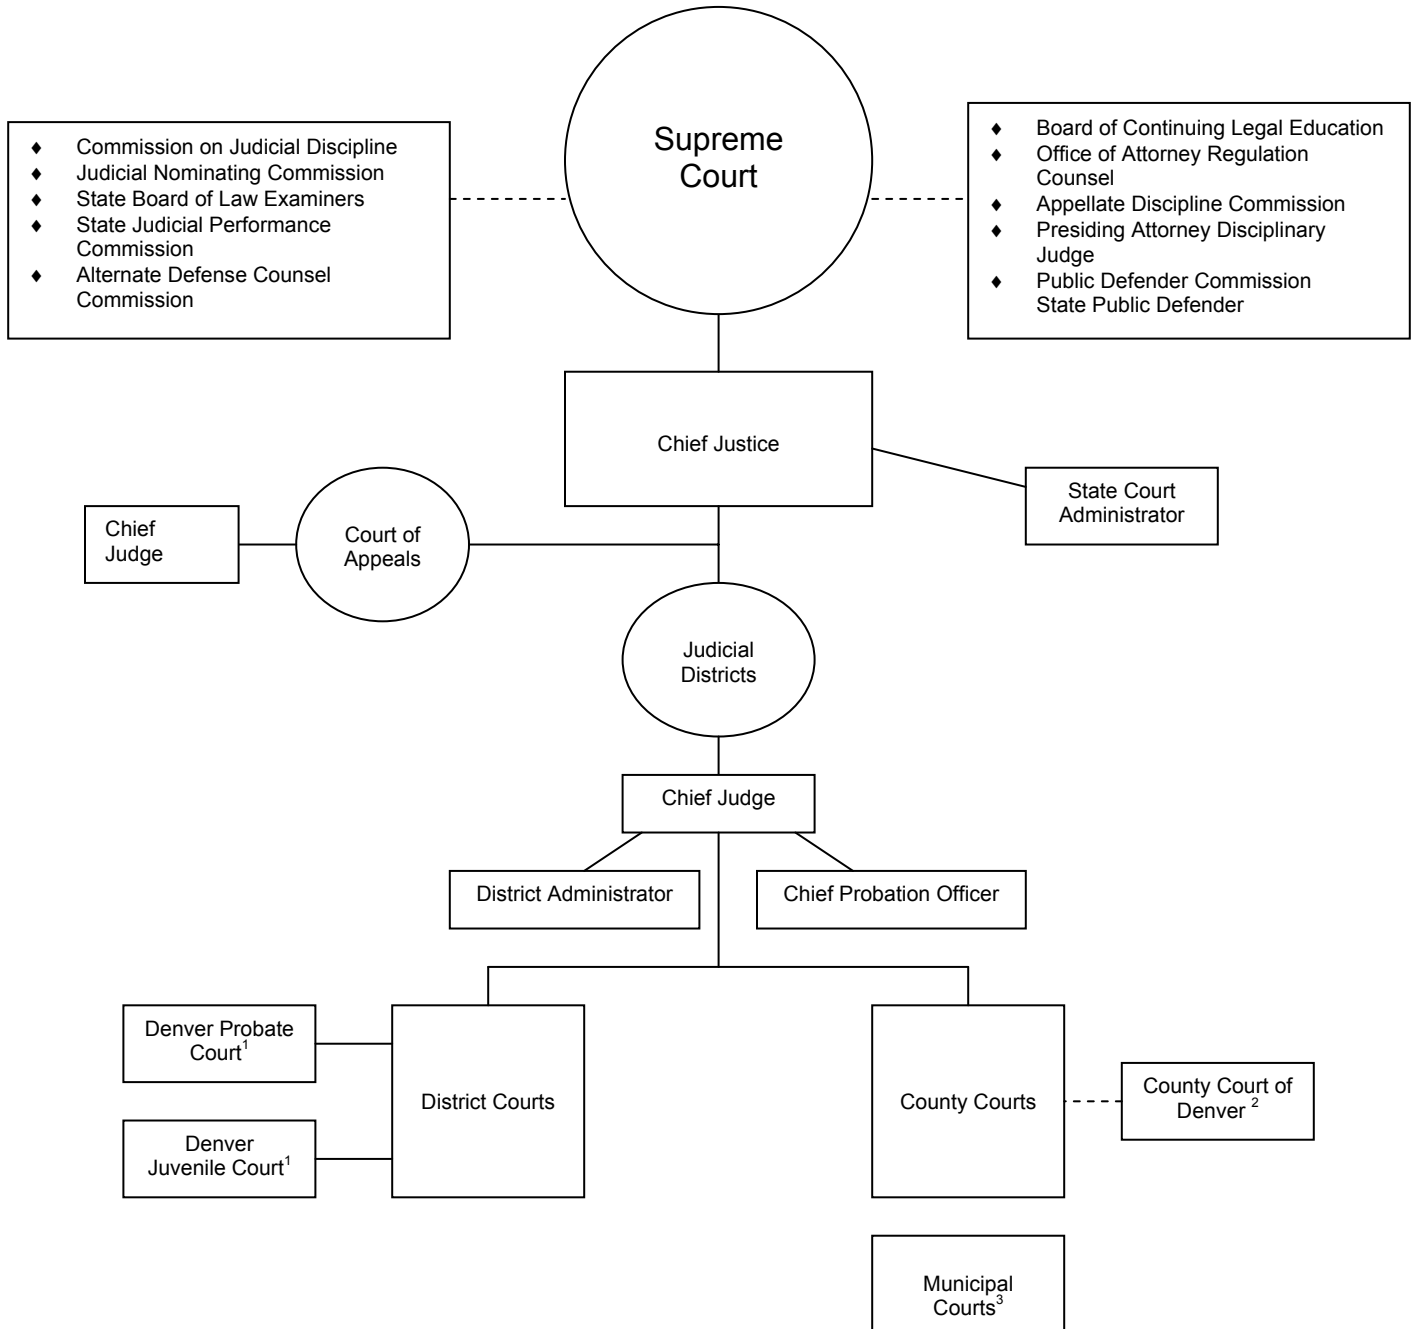 Supreme
Court
♦ Commission on Judicial Discipline
♦ Judicial Nominating Commission
♦ State Board of Law Examiners
♦ State Judicial Performance
Commission
♦ Alternate Defense Counsel
Commission
♦ Board of Continuing Legal Education
♦ Office of Attorney Regulation
Counsel
♦ Appellate Discipline Commission
♦ Presiding Attorney Disciplinary
Judge
♦ Public Defender Commission
State Public Defender
Chief Justice
State Court
Administrator
Chief
Judge
Court of
Appeals
Judicial
Districts
Chief Judge
District Administrator
Chief Probation Officer
Denver Probate
Court¹
Denver
Juvenile Court¹
District Courts
County Courts
County Court of
Denver ²
Municipal
Courts³